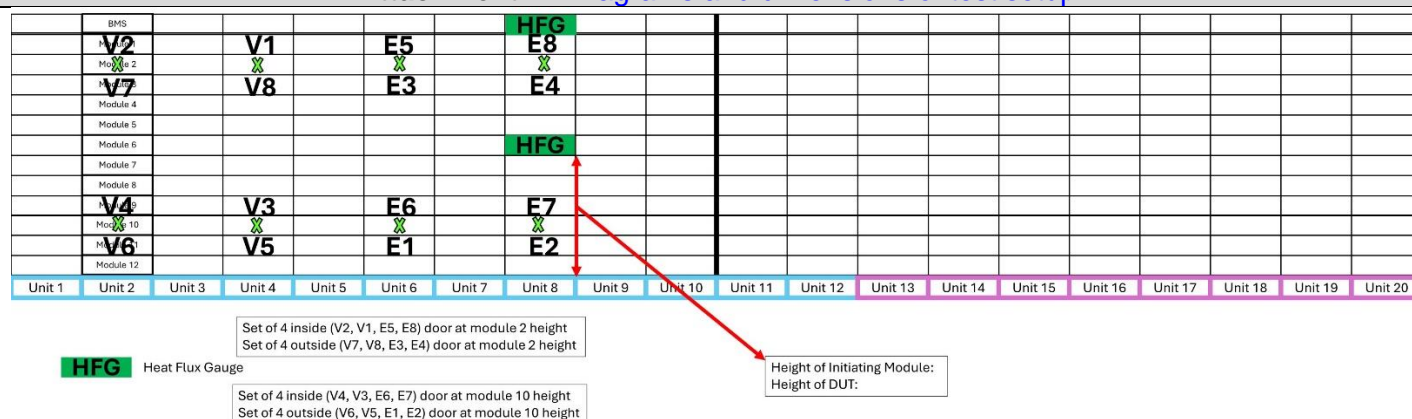 BMS HFG
V2 V1 E5 E8
Module 2
V7 V8 E3 E4
Module 4
Module 5
Module 6 HFG
Module 7
Module 8
V4 V3 E6 E7
Module 10
V6 V5 E1 E2
Module 12
Unit 1 Unit 2 Unit 3 Unit 4 Unit 5 Unit 6 Unit 7 Unit 8 Unit 9 Unit 10 Unit 11 Unit 12 Unit 13 Unit 14 Unit 15 Unit 16 Unit 17 Unit 18 Unit 19 Unit 20
Set of 4 inside (V2, V1, E5, E8) door at module 2 height
Set of 4 outside (V7, V8, E3, E4) door at module 2 height
HFG Heat Flux Gauge
Height of Initiating Module:
Height of DUT:
Set of 4 inside (V4, V3, E6, E7) door at module 10 height
Set of 4 outside (V6, V5, E1, E2) door at module 10 height